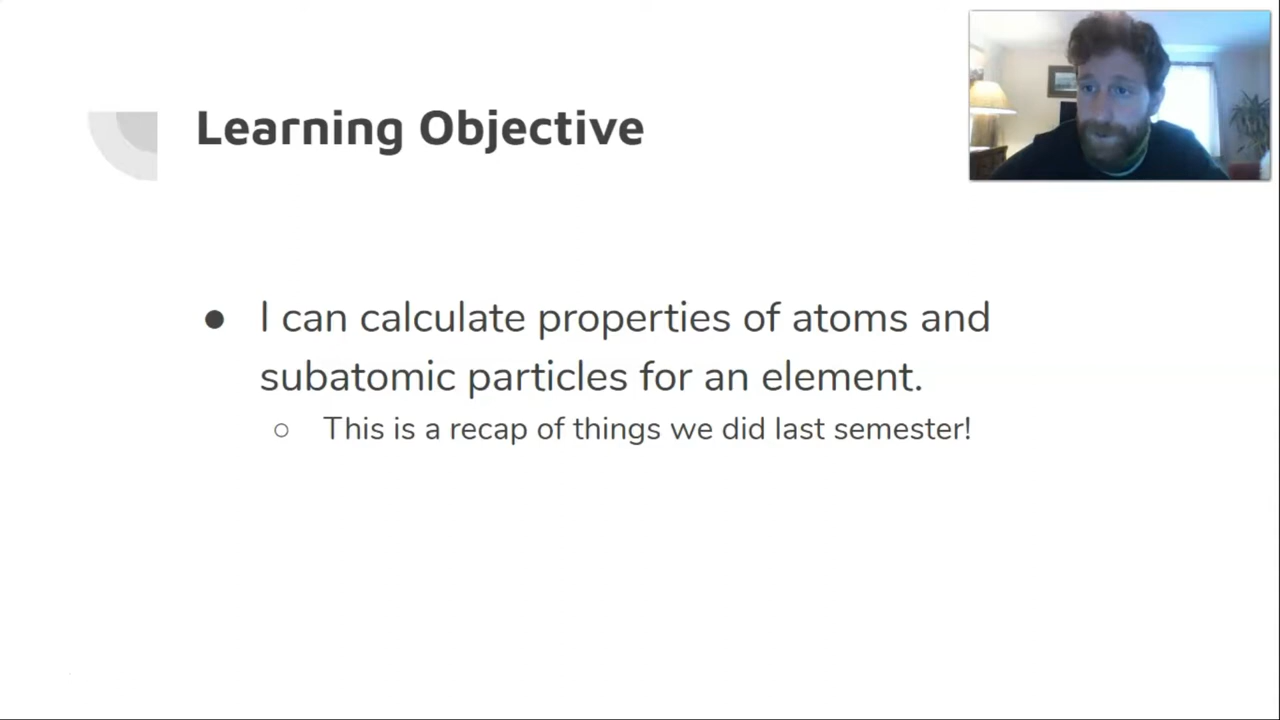 Learning Objective
● I can calculate properties of atoms and
subatomic particles for an element.
○ This is a recap of things we did last semester!